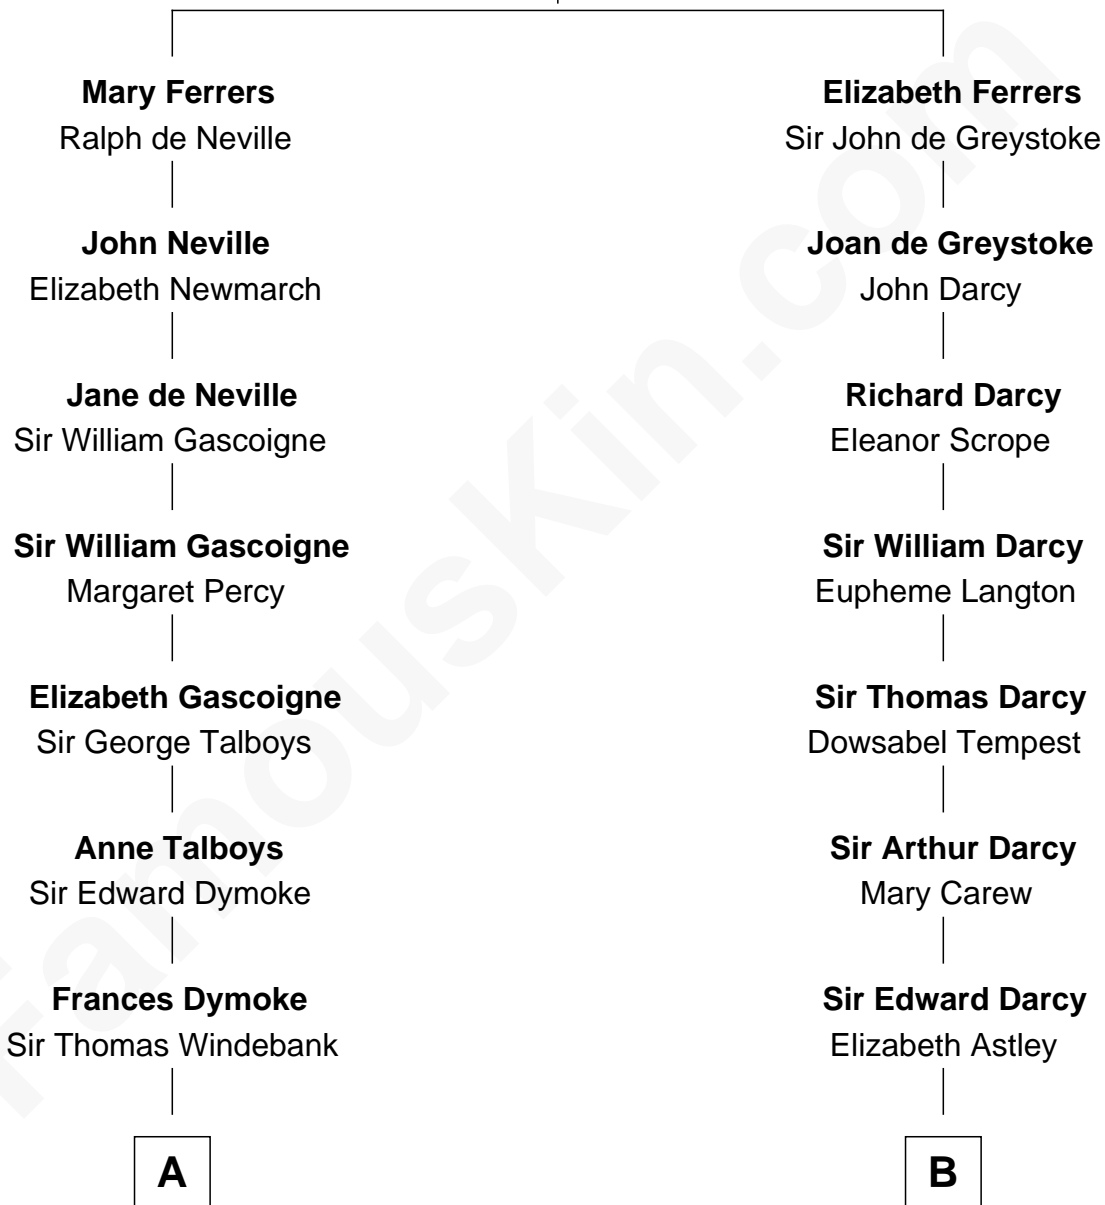 Mary Ferrers
Ralph de Neville
John Neville
Elizabeth Newmarch
Jane de Neville
Sir William Gascoigne
Sir William Gascoigne
Margaret Percy
Elizabeth Gascoigne
Sir George Talboys
Anne Talboys
Sir Edward Dymoke
Frances Dymoke
Sir Thomas Windebank
A
Elizabeth Ferrers
Sir John de Greystoke
Joan de Greystoke
John Darcy
Richard Darcy
Eleanor Scrope
Sir William Darcy
Eupheme Langton
Sir Thomas Darcy
Dowsabel Tempest
Sir Arthur Darcy
Mary Carew
Sir Edward Darcy
Elizabeth Astley
B
FamousKin.com